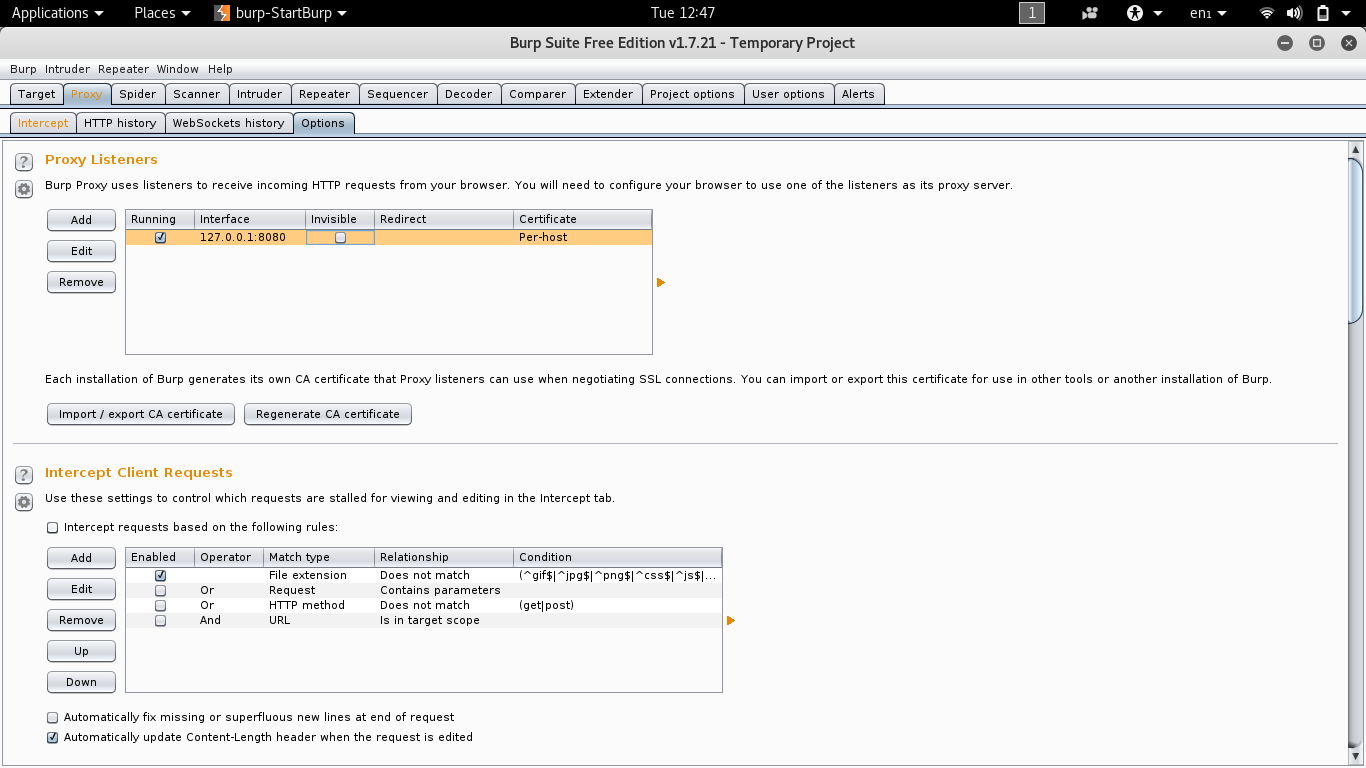 Applications Places burp-StartBurp Tue 12:47 1 en₁
Burp Suite Free Edition v1.7.21 - Temporary Project
Burp Intruder Repeater Window Help
Target Proxy Spider Scanner Intruder Repeater Sequencer Decoder Comparer Extender Project options User options Alerts
Intercept HTTP history WebSockets history Options
? Proxy Listeners
Burp Proxy uses listeners to receive incoming HTTP requests from your browser. You will need to configure your browser to use one of the listeners as its proxy server.
Add Running Interface Invisible Redirect Certificate
127.0.0.1:8080 Per-host
Edit
Remove
Each installation of Burp generates its own CA certificate that Proxy listeners can use when negotiating SSL connections. You can import or export this certificate for use in other tools or another installation of Burp.
Import / export CA certificate Regenerate CA certificate
? Intercept Client Requests
Use these settings to control which requests are stalled for viewing and editing in the Intercept tab.
Intercept requests based on the following rules:
Add Enabled Operator Match type Relationship Condition
File extension Does not match (^gif$|^jpg$|^png$|^css$|^js$|...
Edit Or Request Contains parameters
Or HTTP method Does not match (get|post)
Remove And URL Is in target scope
Up
Down
Automatically fix missing or superfluous new lines at end of request
Automatically update Content-Length header when the request is edited